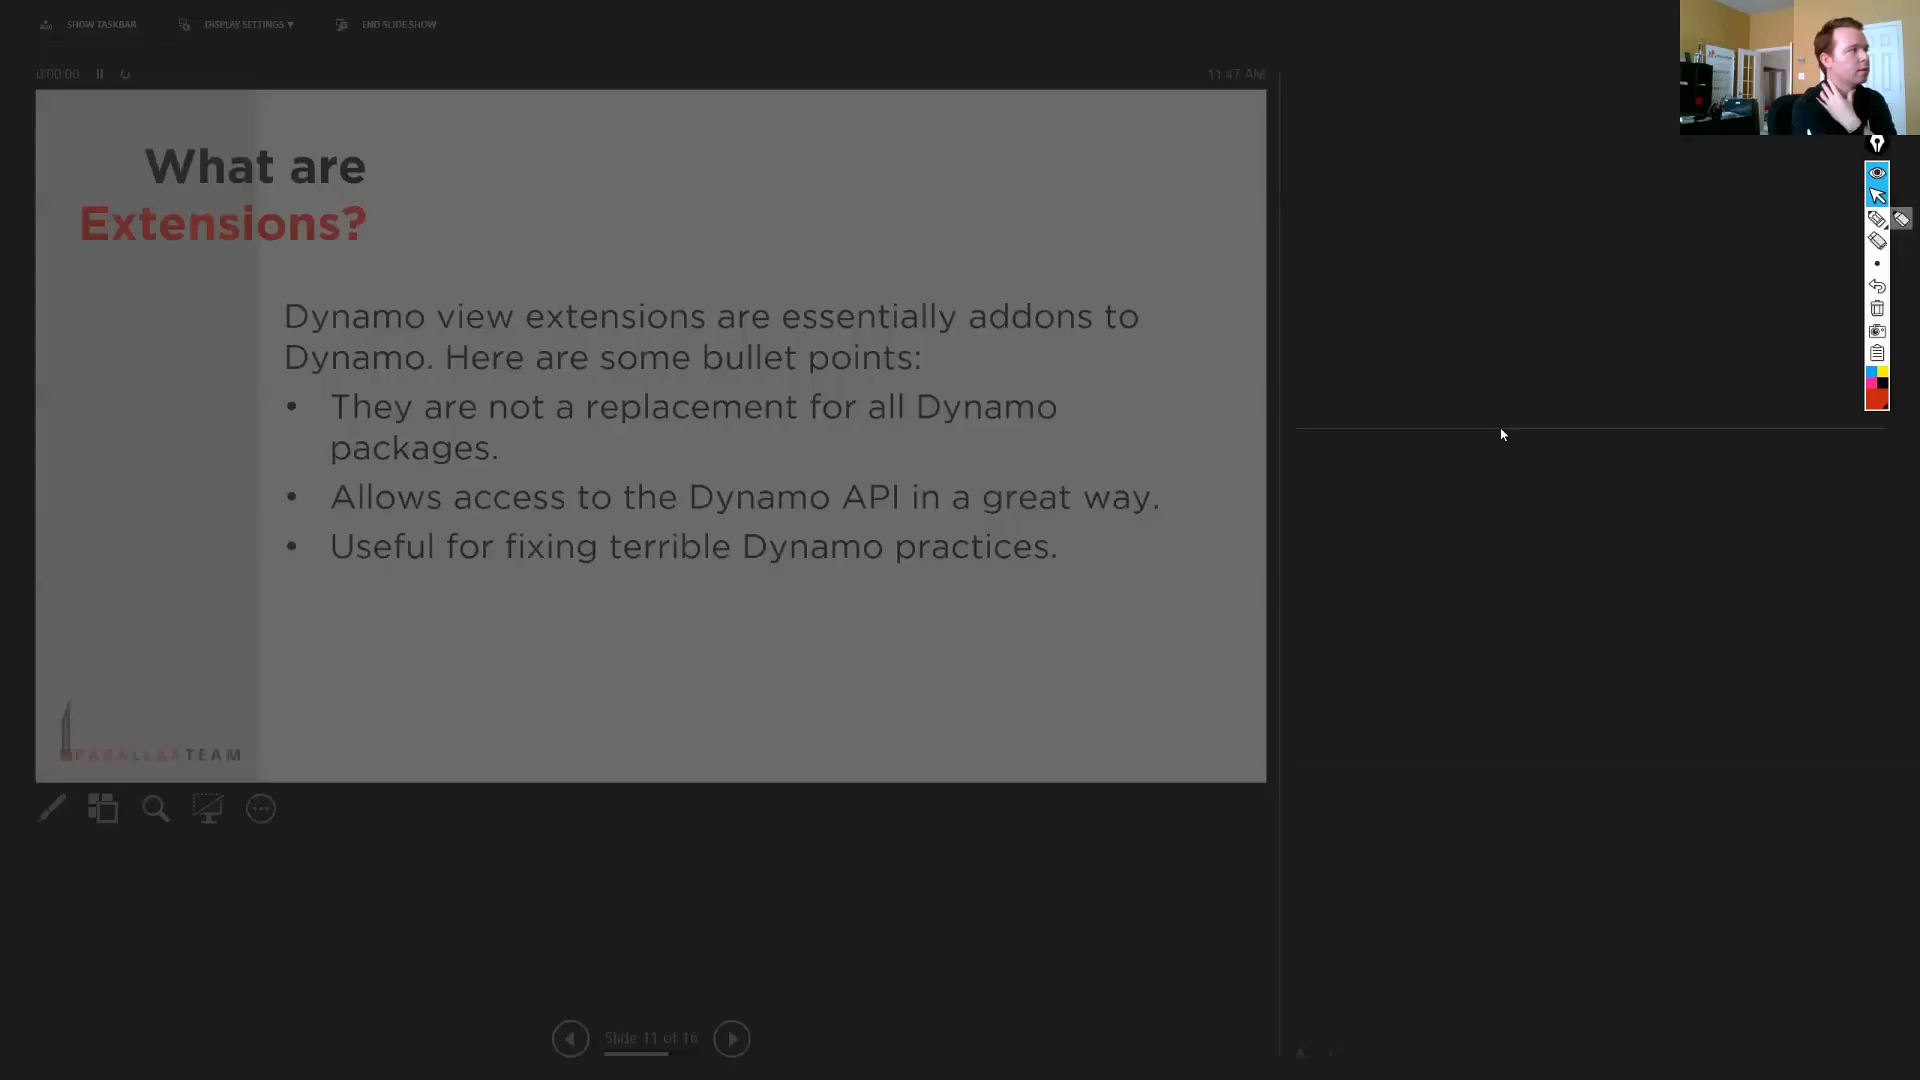 SHOW TASKBAR
DISPLAY SETTINGS ▾
END SLIDE SHOW
0:00:00
11:47 AM
What are
Extensions?
Dynamo view extensions are essentially addons to
Dynamo. Here are some bullet points:
• They are not a replacement for all Dynamo
packages.
• Allows access to the Dynamo API in a great way.
• Useful for fixing terrible Dynamo practices.
PARALLAXTEAM
Slide 11 of 16